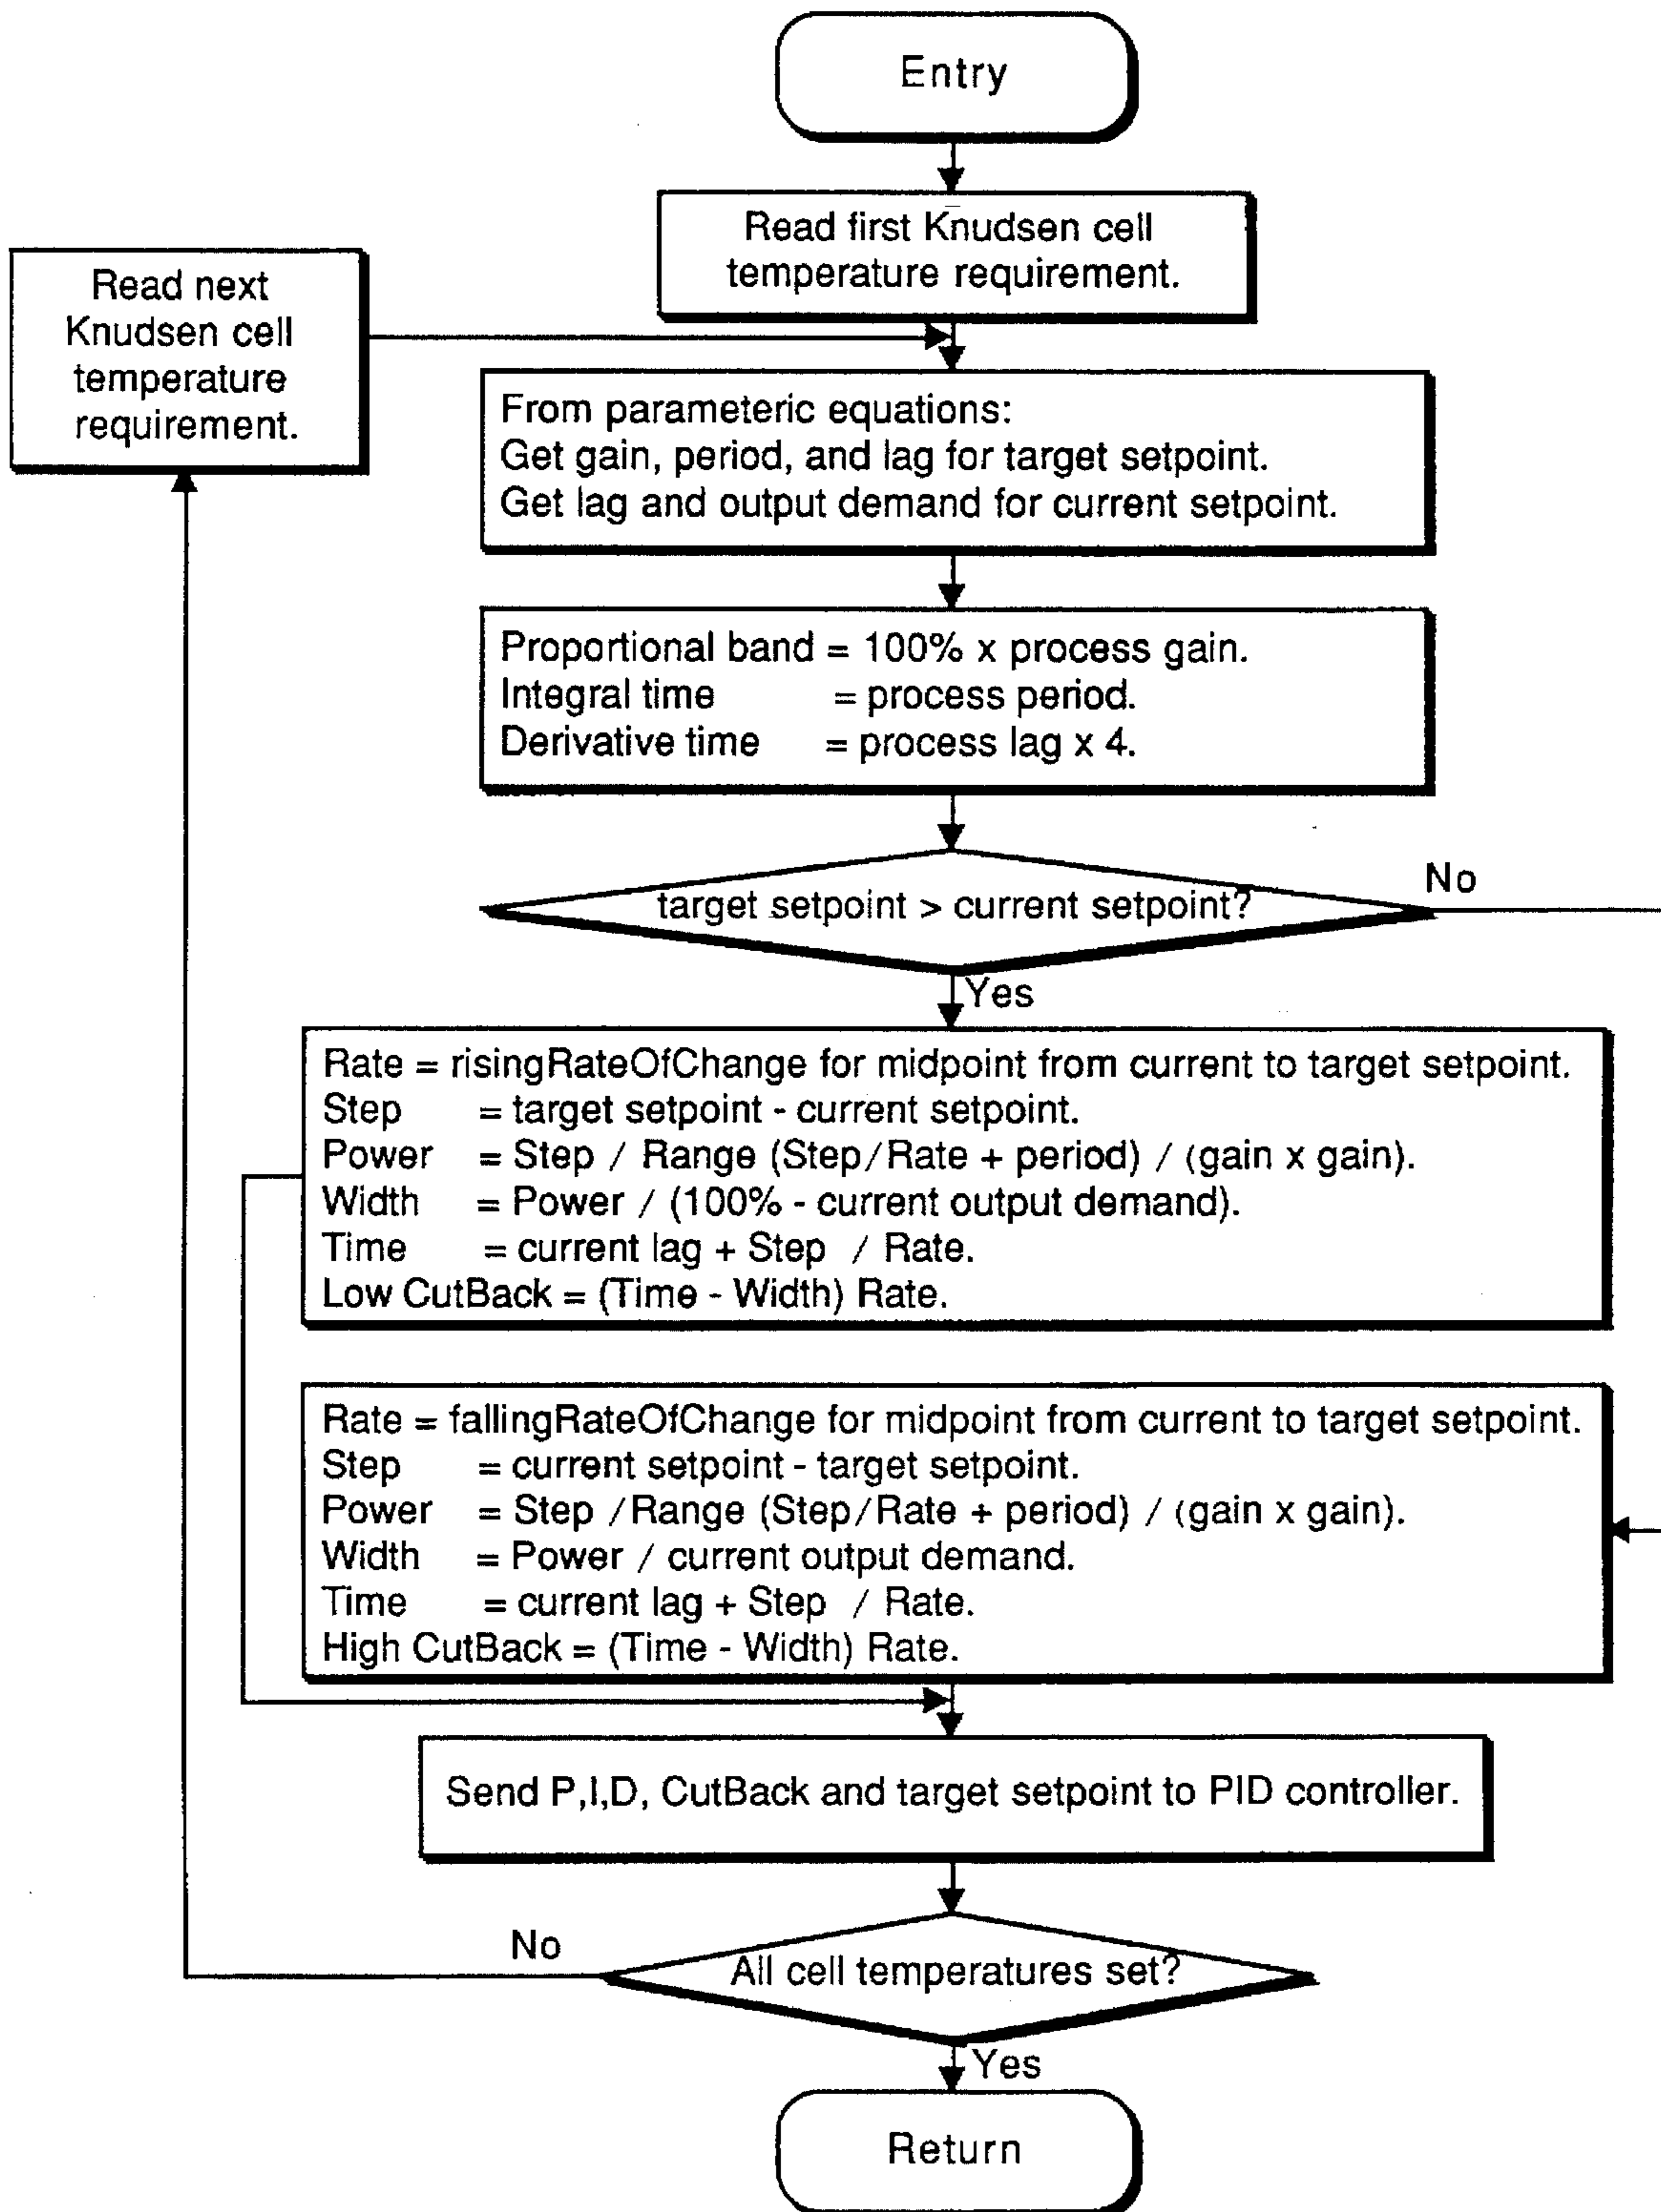 Entry
Read first Knudsen cell
temperature requirement.
Read next
Knudsen cell
temperature
requirement.
From parameteric equations:
Get gain, period, and lag for target setpoint.
Get lag and output demand for current setpoint.
Proportional band = 100% x process gain.
Integral time = process period.
Derivative time = process lag x 4.
target setpoint > current setpoint?
No
Yes
Rate = risingRateOfChange for midpoint from current to target setpoint.
Step = target setpoint - current setpoint.
Power = Step / Range (Step/Rate + period) / (gain x gain).
Width = Power / (100% - current output demand).
Time = current lag + Step / Rate.
Low CutBack = (Time - Width) Rate.
Rate = fallingRateOfChange for midpoint from current to target setpoint.
Step = current setpoint - target setpoint.
Power = Step /Range (Step/Rate + period) / (gain x gain).
Width = Power / current output demand.
Time = current lag + Step / Rate.
High CutBack = (Time - Width) Rate.
Send P,I,D, CutBack and target setpoint to PID controller.
No
All cell temperatures set?
Yes
Return